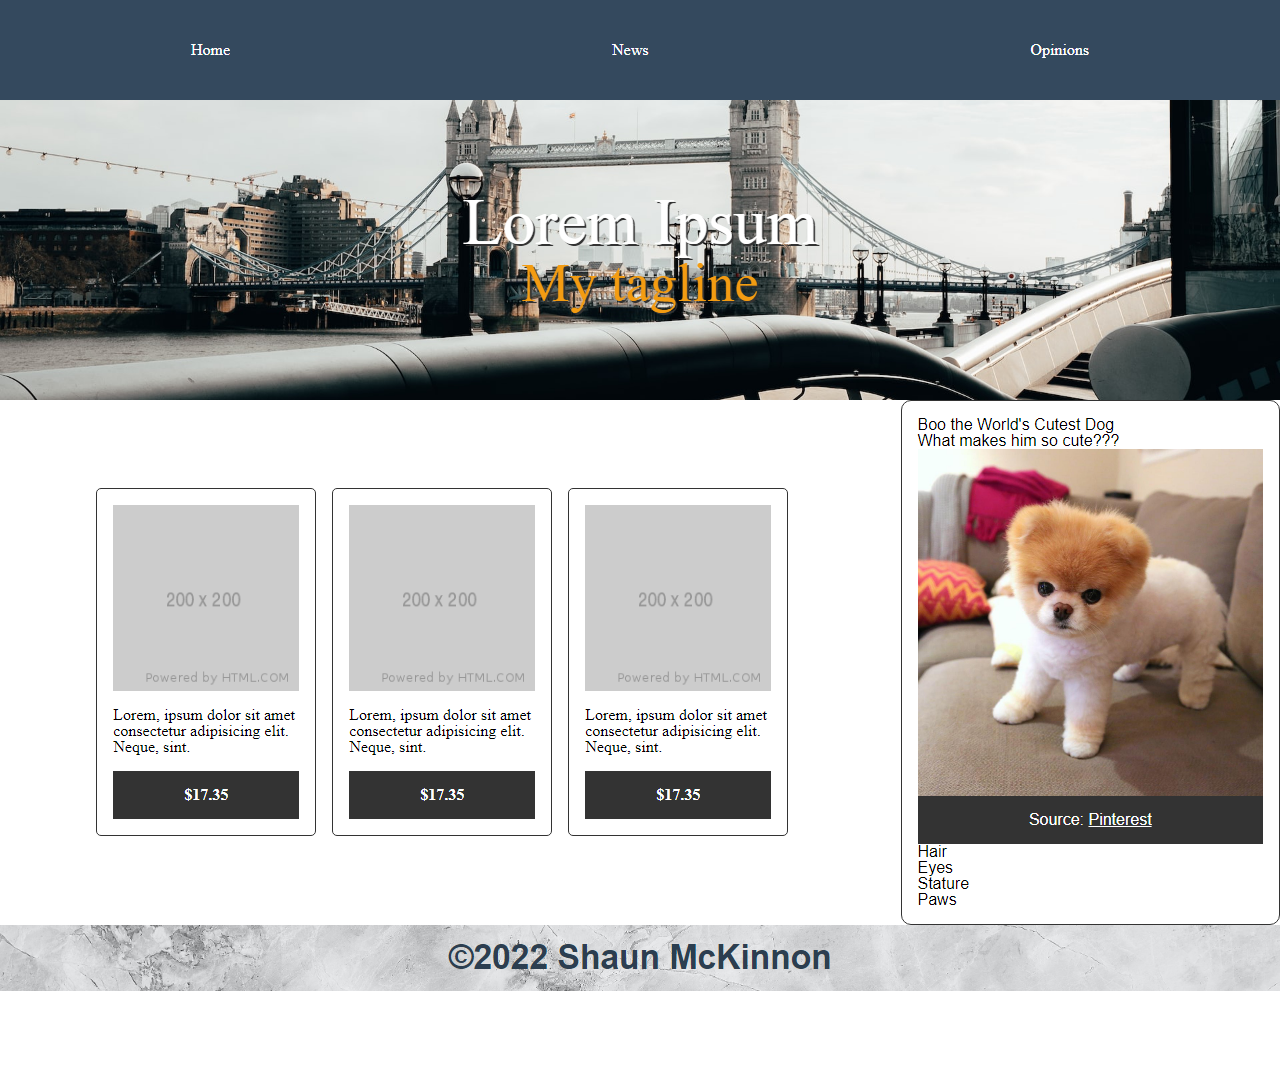 Home
News
Opinions
Lorem Ipsum
My tagline
200 x 200
Powered by HTML.COM
Lorem, ipsum dolor sit amet
consectetur adipisicing elit.
Neque, sint.
$17.35
200 x 200
Powered by HTML.COM
Lorem, ipsum dolor sit amet
consectetur adipisicing elit.
Neque, sint.
$17.35
200 x 200
Powered by HTML.COM
Lorem, ipsum dolor sit amet
consectetur adipisicing elit.
Neque, sint.
$17.35
Boo the World's Cutest Dog
What makes him so cute???
Source: Pinterest
Hair
Eyes
Stature
Paws
©2022 Shaun McKinnon